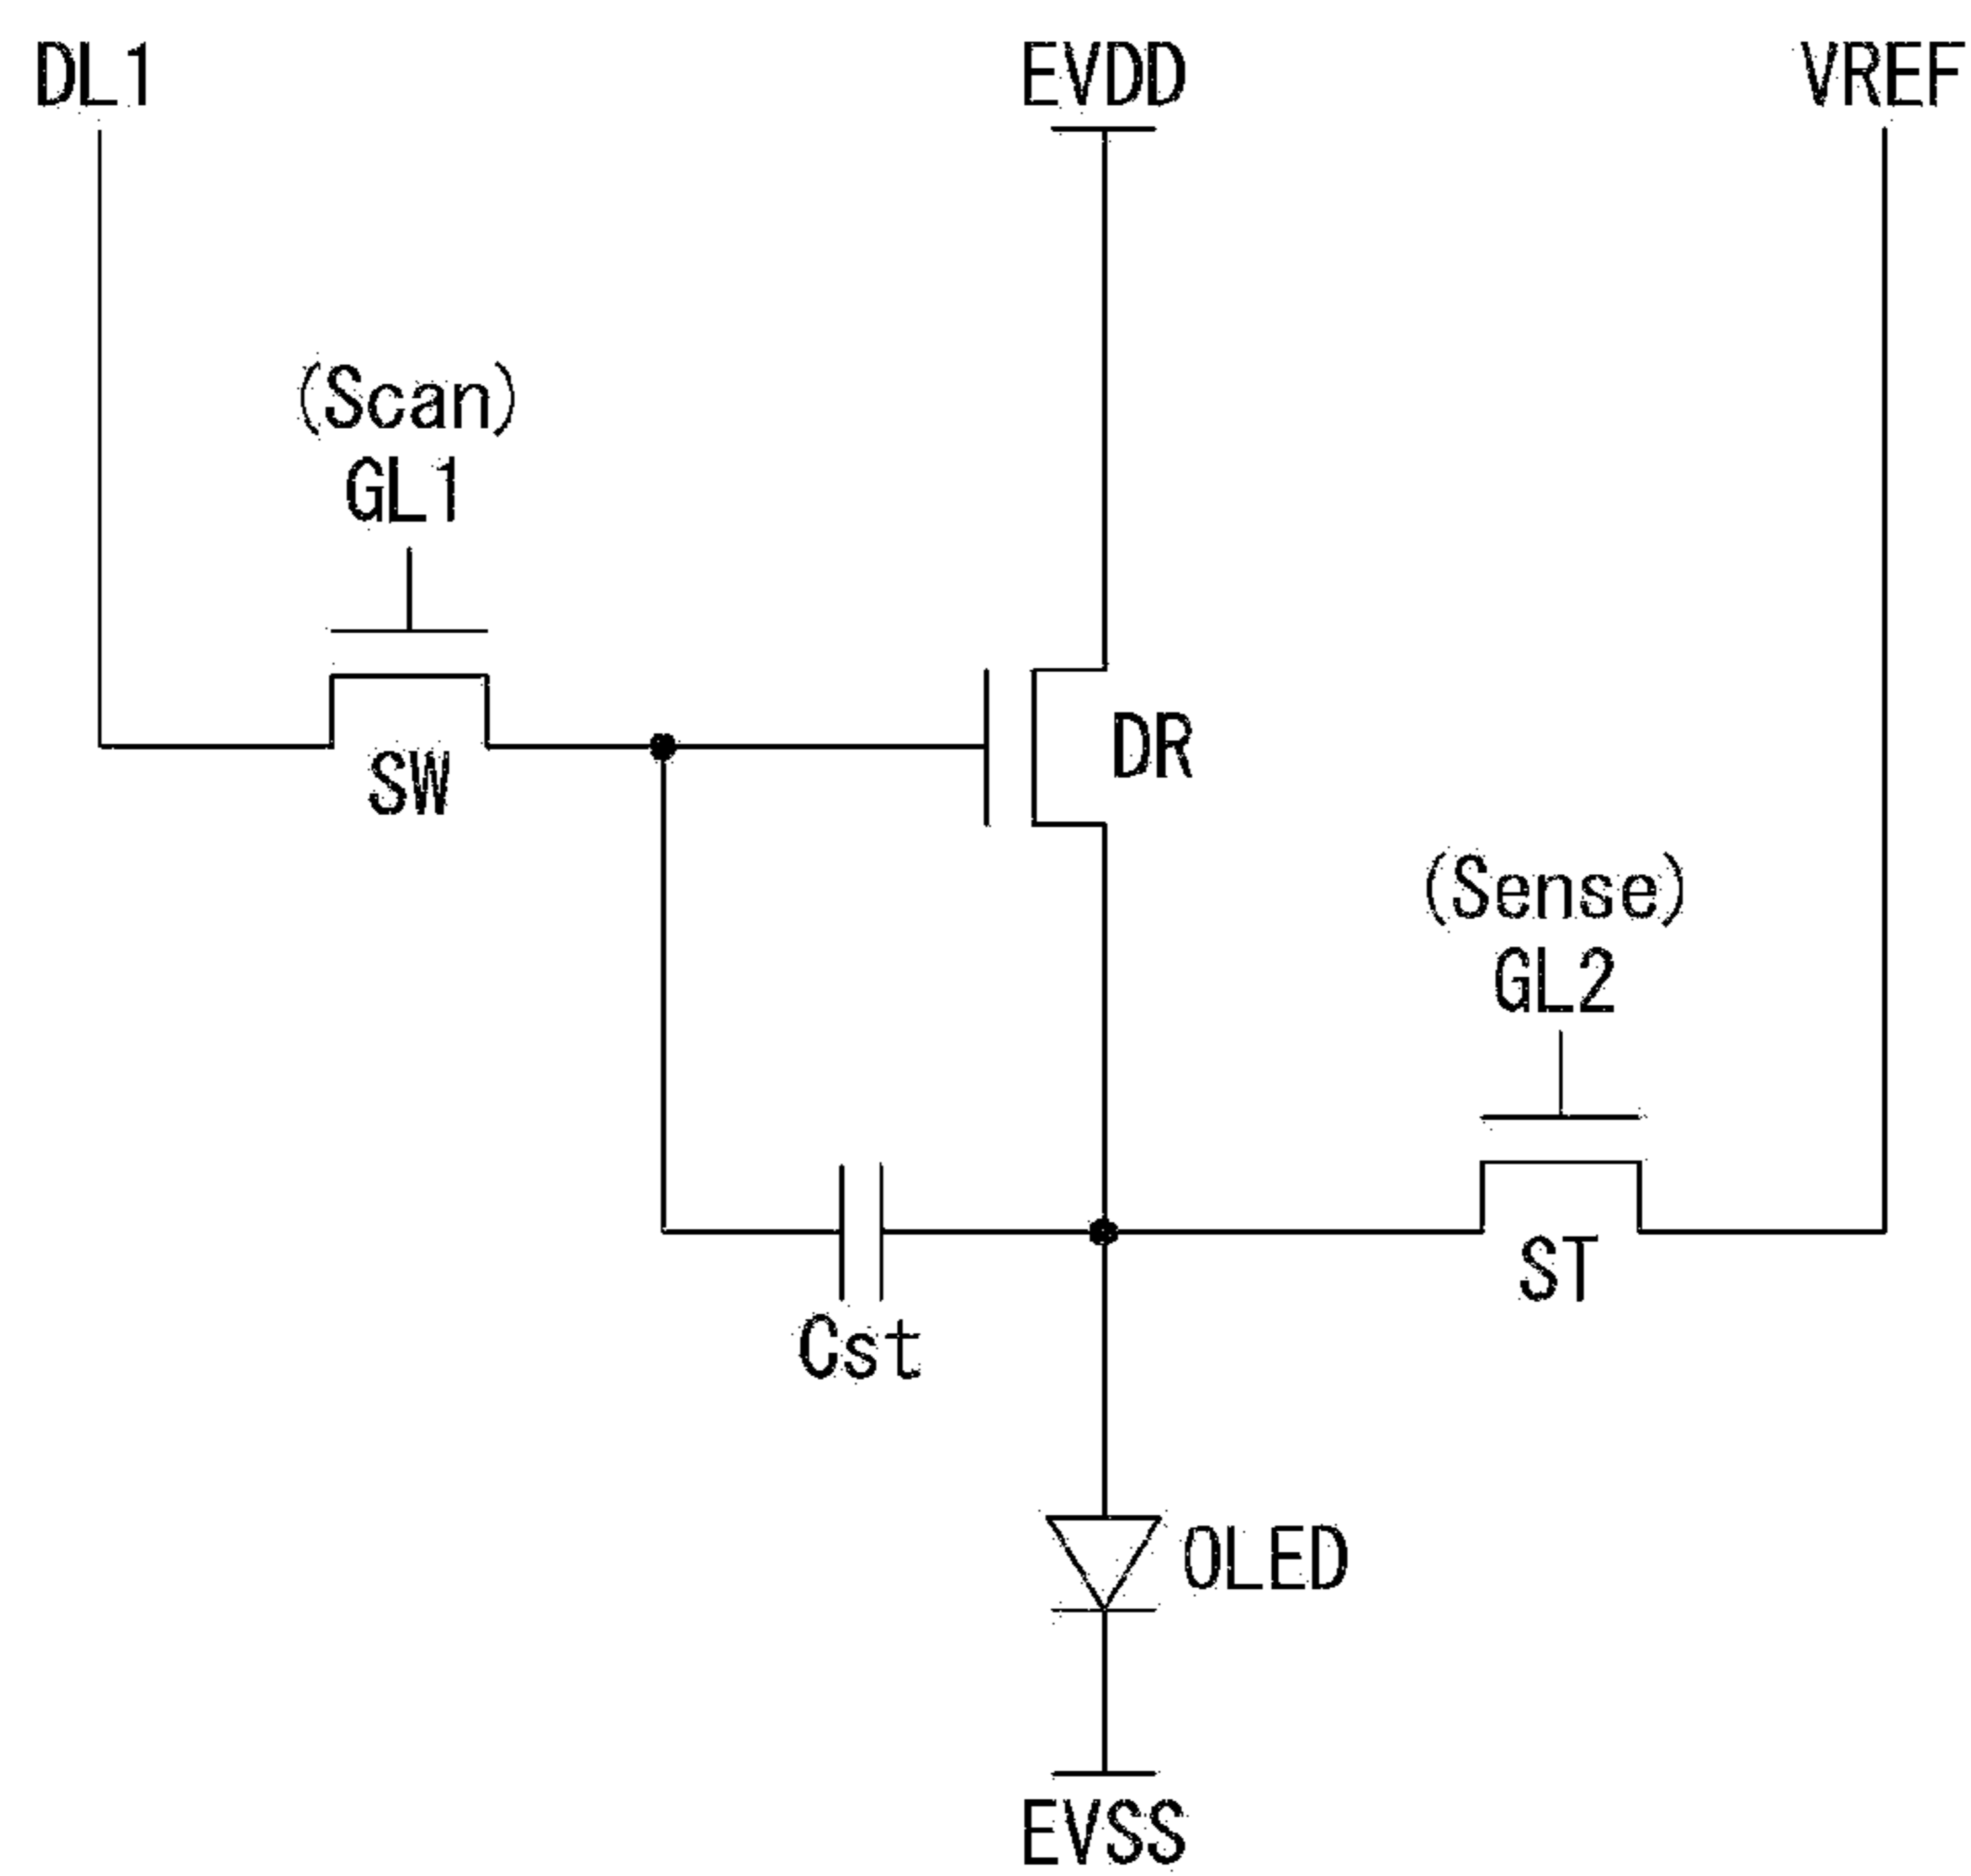 DL1
EVDD
VREF
(Scan)
GL1
DR
SW
(Sense)
GL2
ST
Cst
OLED
EVSS